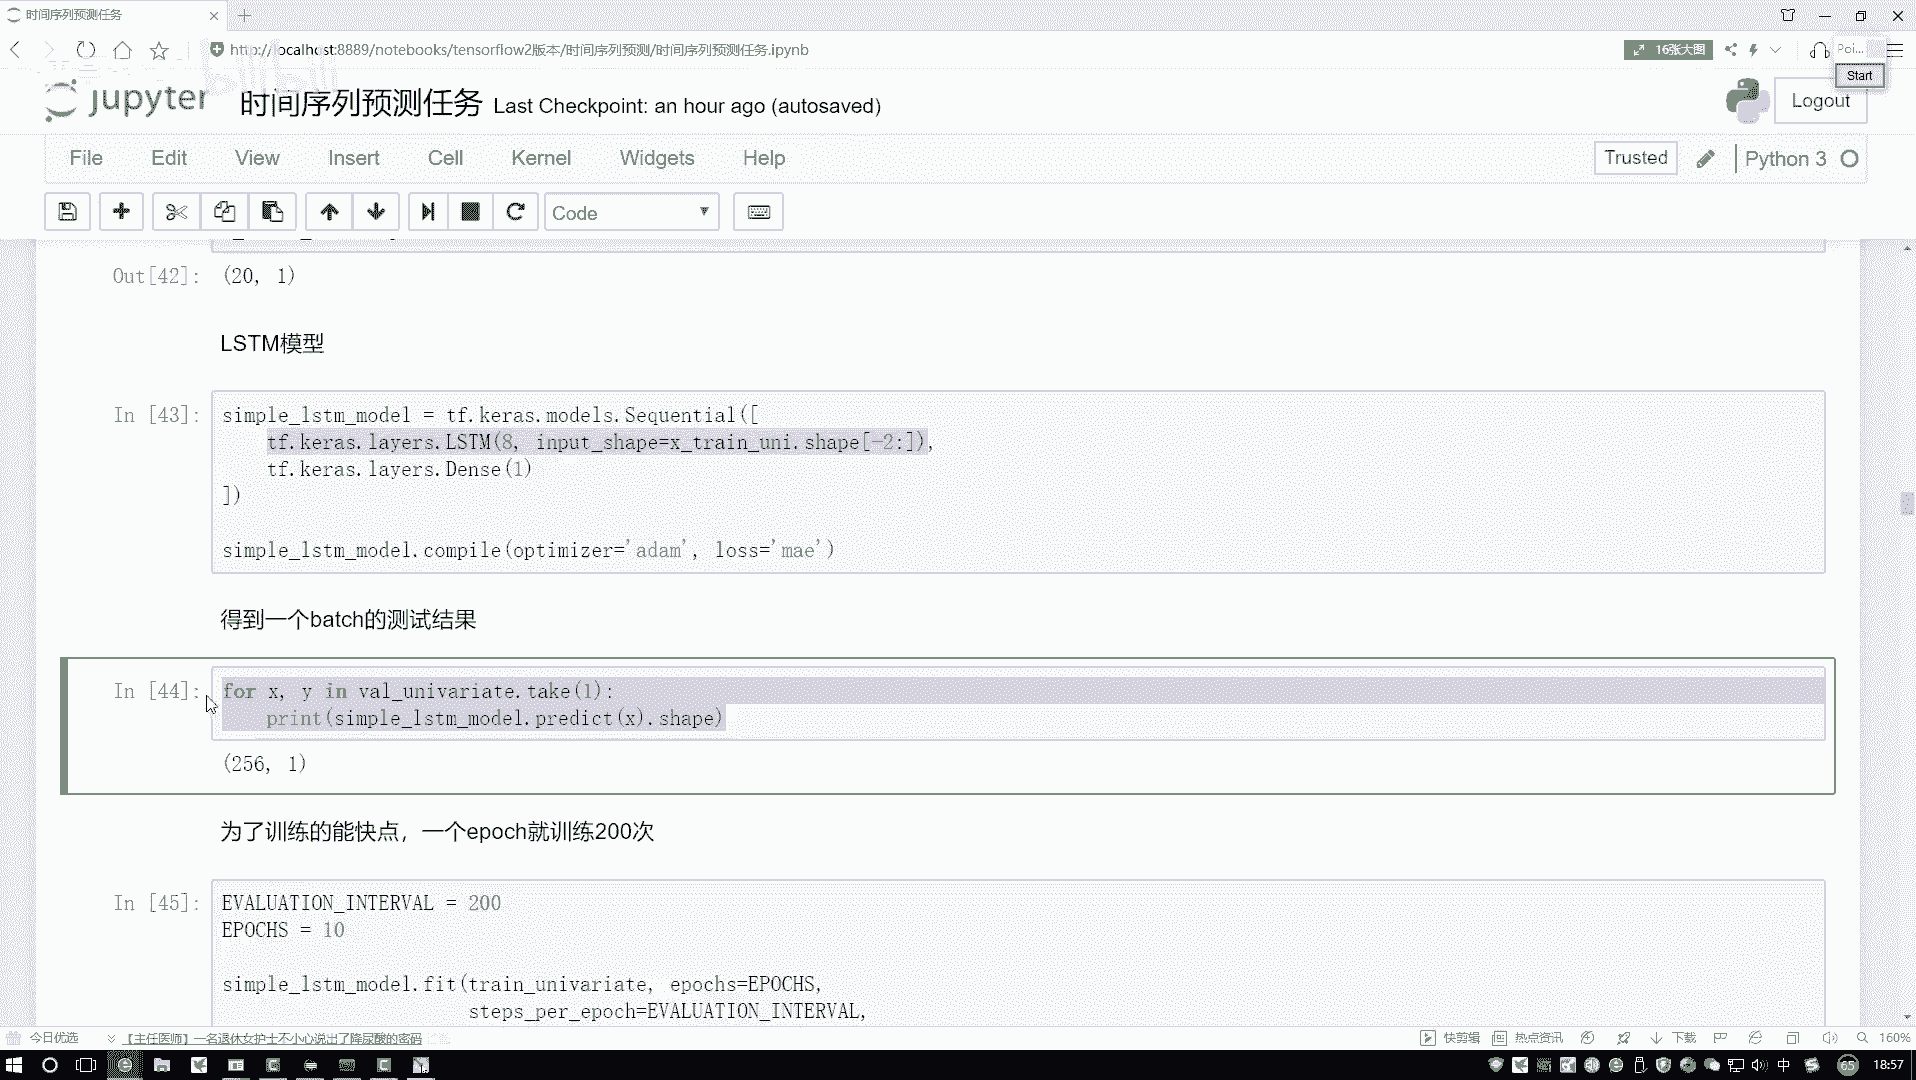 时间序列预测任务
http://localhost:8889/notebooks/tensorflow2版本/时间序列预测/时间序列预测任务.ipynb
16张大图
Poi...
Start
bilibili
jupyter 时间序列预测任务 Last Checkpoint: an hour ago (autosaved)
Logout
File Edit View Insert Cell Kernel Widgets Help
Trusted
Python 3
Code
Out[42]: (20, 1)
LSTM模型
In [43]: simple_lstm_model = tf.keras.models.Sequential([
tf.keras.layers.LSTM(8, input_shape=x_train_uni.shape[-2:]),
tf.keras.layers.Dense(1)
])
simple_lstm_model.compile(optimizer='adam', loss='mae')
得到一个batch的测试结果
In [44]: for x, y in val_univariate.take(1):
print(simple_lstm_model.predict(x).shape)
(256, 1)
为了训练的能快点，一个epoch就训练200次
In [45]: EVALUATION_INTERVAL = 200
EPOCHS = 10
simple_lstm_model.fit(train_univariate, epochs=EPOCHS,
steps_per_epoch=EVALUATION_INTERVAL,
今日优选
【主任医师】一名退休女护士不小心说出了降尿酸的密码
快剪辑
热点资讯
下载
160%
中
65
18:57